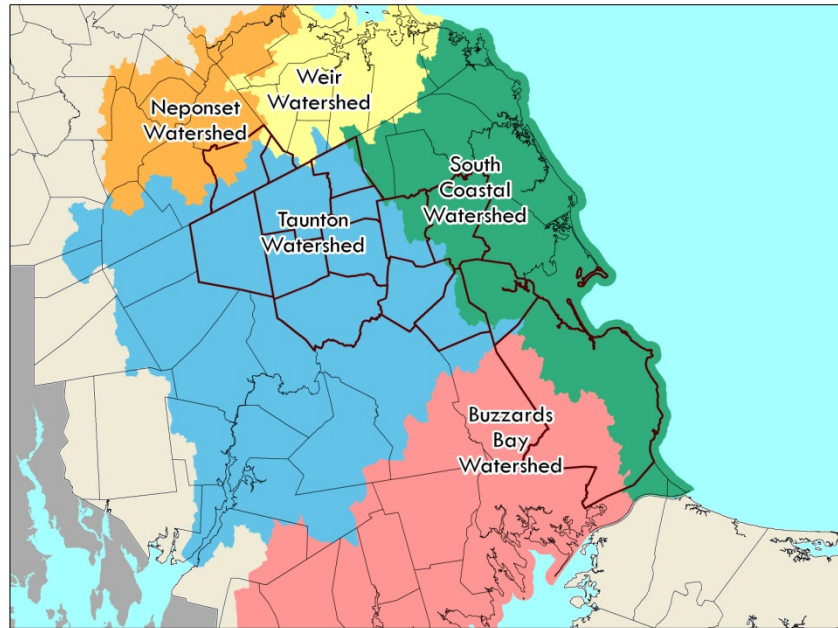 Weir
Watershed
Neponset
Watershed
South
Coastal
Watershed
Taunton
Watershed
Buzzards
Bay
Watershed